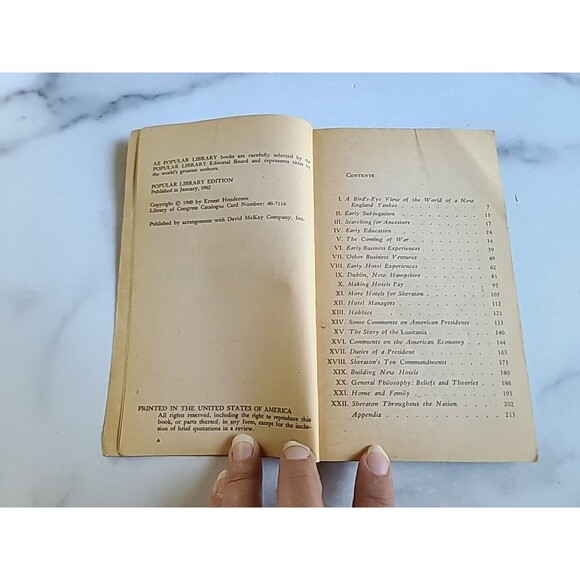 All POPULAR LIBRARY books are carefully selected by the
POPULAR LIBRARY Editorial Board and represent titles by
the world's greatest authors.
POPULAR LIBRARY EDITION
Published in January, 1962
Copyright © 1960 by Ernest Henderson
Library of Congress Catalogue Card Number: 60-7116
Published by arrangement with David McKay Company, Inc.
PRINTED IN THE UNITED STATES OF AMERICA
All rights reserved, including the right to reproduce this
book, or parts thereof, in any form, except for the inclu-
sion of brief quotations in a review.
CONTENTS
I. A Bird's-Eye View of the World of a New
England Yankee 7
II. Early Subjugation 11
III. Searching for Ancestors 17
IV. Early Education 24
V. The Coming of War 34
VI. Early Business Experiences 39
VII. Other Business Ventures 49
VIII. Early Hotel Experiences 62
IX. Dublin, New Hampshire 81
X. Making Hotels Pay 95
XI. More Hotels for Sheraton 105
XII. Hotel Managers 112
XIII. Hobbies 121
XIV. Some Comments on American Presidents 133
XV. The Story of the Lusitania 140
XVI. Comments on the American Economy 147
XVII. Duties of a President 163
XVIII. Sheraton's Ten Commandments 173
XIX. Building New Hotels 180
XX. General Philosophy: Beliefs and Theories 186
XXI. Home and Family 193
XXII. Sheraton Throughout the Nation 202
Appendix 213